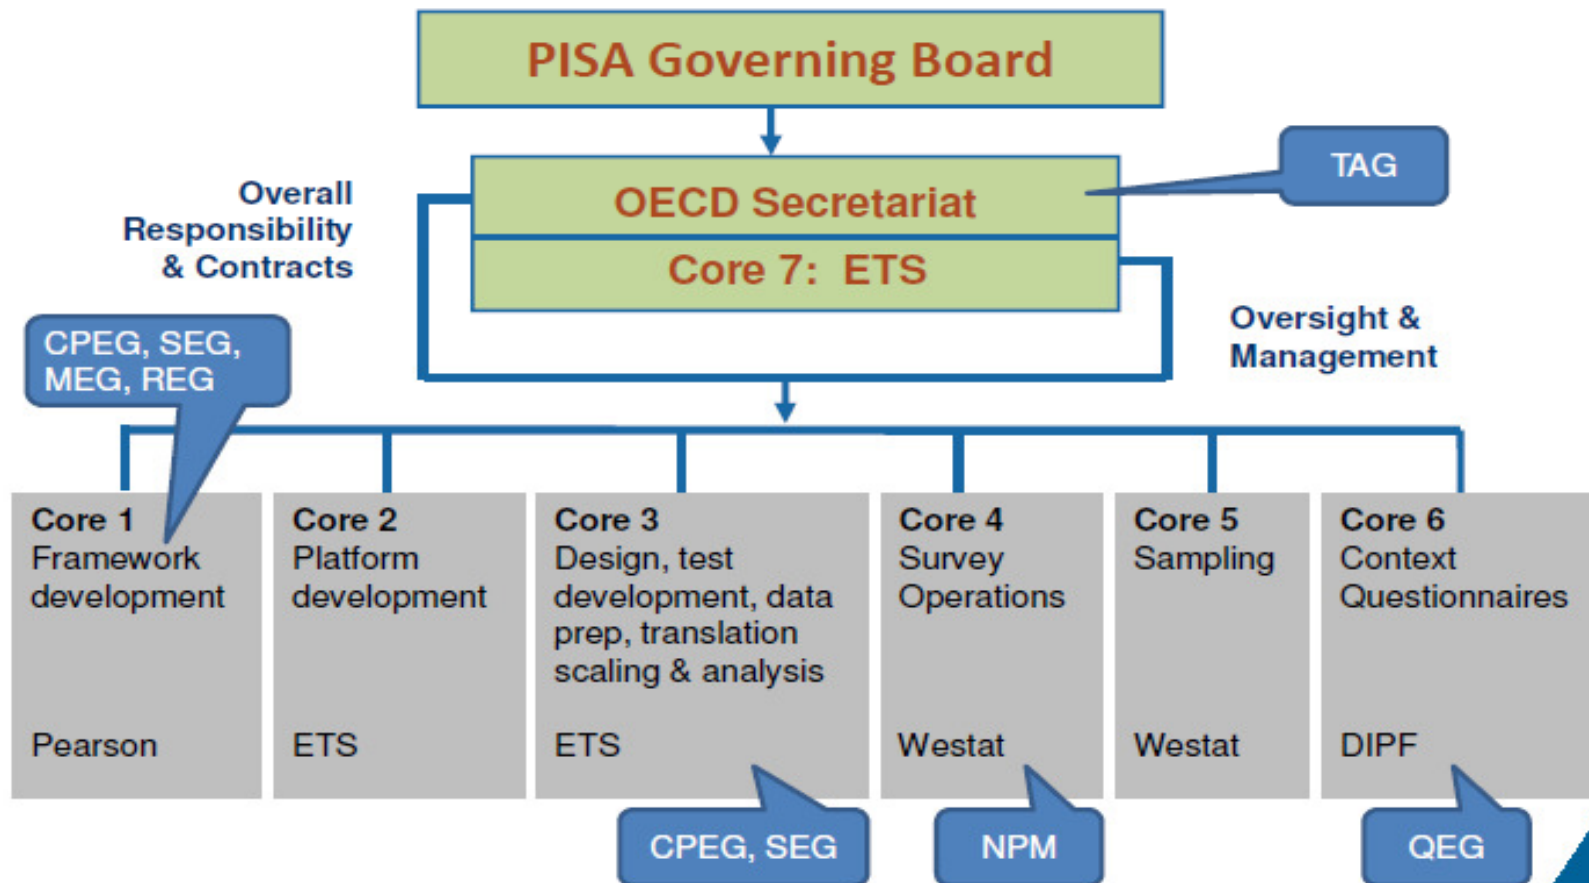 PISA Governing Board
TAG
OECD Secretariat
Core 7: ETS
Overall
Responsibility
& Contracts
Oversight &
Management
CPEG, SEG,
MEG, REG
Core 1
Framework
development
Pearson
Core 2
Platform
development
ETS
Core 3
Design, test
development, data
prep, translation
scaling & analysis
ETS
Core 4
Survey
Operations
Westat
Core 5
Sampling
Westat
Core 6
Context
Questionnaires
DIPF
CPEG, SEG
NPM
QEG